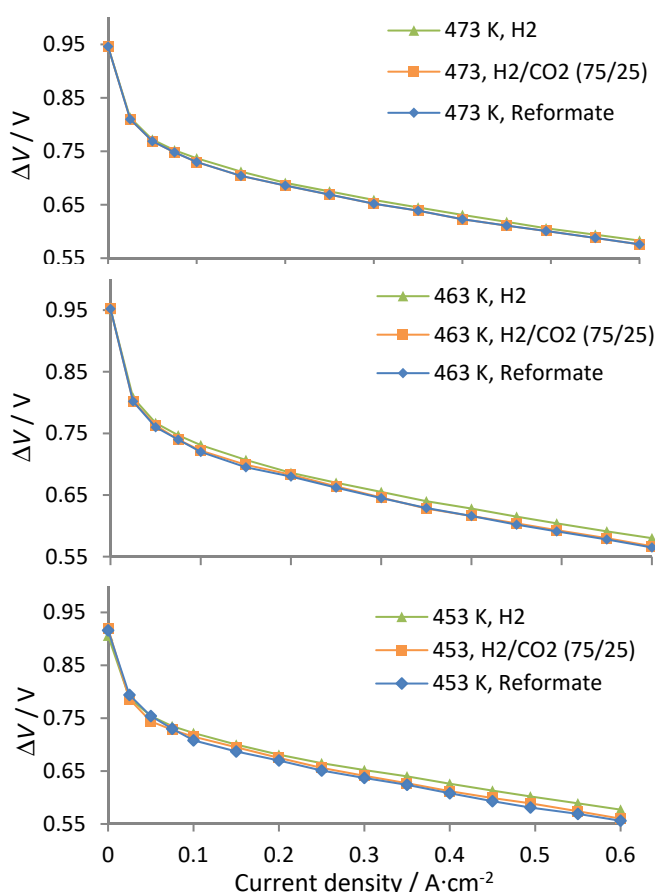 0.95
0.85
0.75
0.65
0.55
ΔV / V
473 K, H2
473, H2/CO2 (75/25)
473 K, Reformate
0.95
0.85
0.75
0.65
0.55
ΔV / V
463 K, H2
463 K, H2/CO2 (75/25)
463 K, Reformate
0.95
0.85
0.75
0.65
0.55
ΔV / V
453 K, H2
453, H2/CO2 (75/25)
453 K, Reformate
0 0.1 0.2 0.3 0.4 0.5 0.6
Current density / A·cm⁻²